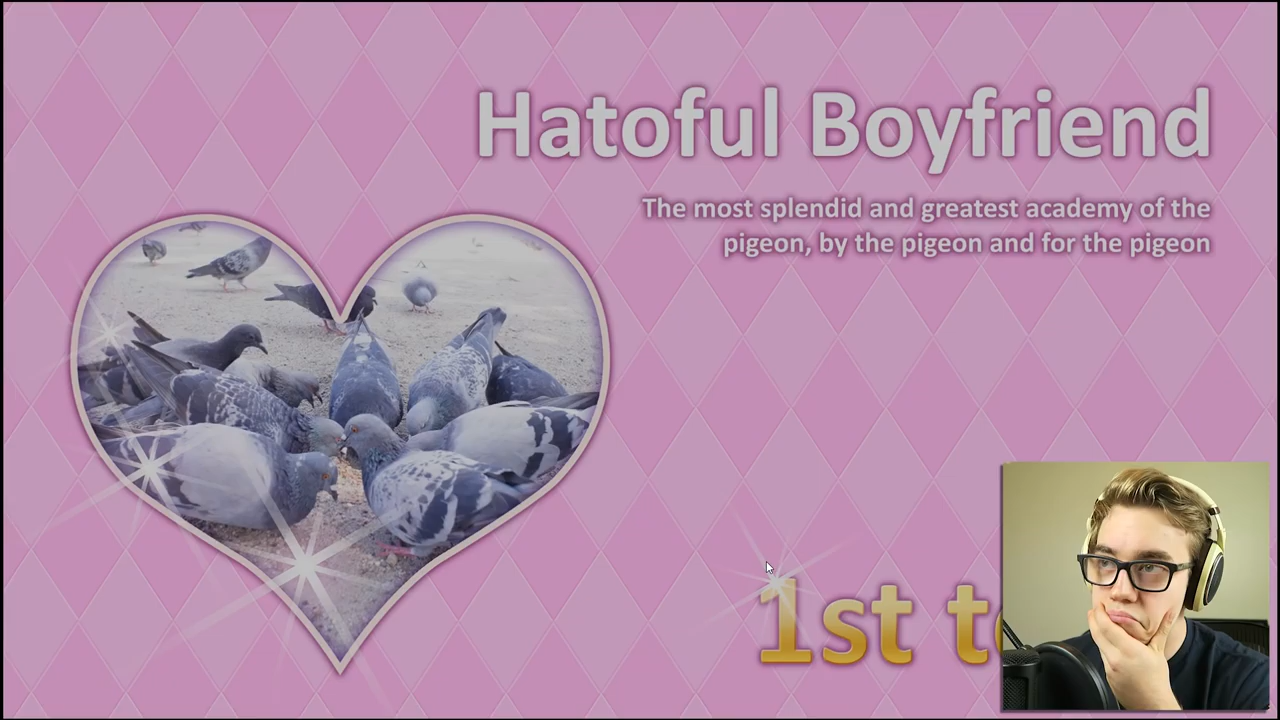 Hatoful Boyfriend
The most splendid and greatest academy of the
pigeon, by the pigeon and for the pigeon
1st